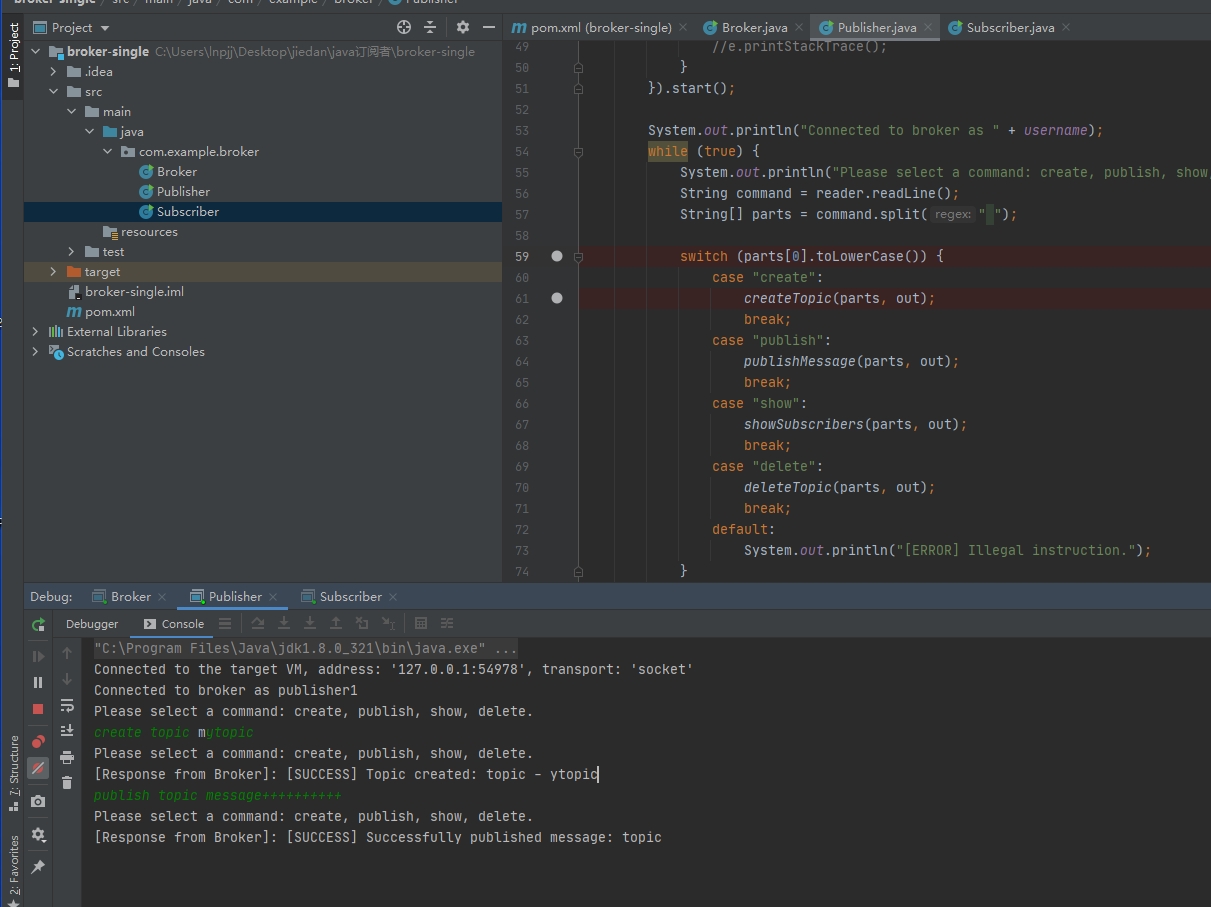 broker-single src main java com example broker Publisher
1: Project
Project
broker-single C:\Users\lnpjj\Desktop\jiedan\java订阅者\broker-single
.idea
src
main
java
com.example.broker
Broker
Publisher
Subscriber
resources
test
target
broker-single.iml
pom.xml
External Libraries
Scratches and Consoles
pom.xml (broker-single)
Broker.java
Publisher.java
Subscriber.java
49 //e.printStackTrace();
50 }
51 }).start();
52
53 System.out.println("Connected to broker as " + username);
54 while (true) {
55 System.out.println("Please select a command: create, publish, show,
56 String command = reader.readLine();
57 String[] parts = command.split( regex: " ");
58
59 switch (parts[0].toLowerCase()) {
60 case "create":
61 createTopic(parts, out);
62 break;
63 case "publish":
64 publishMessage(parts, out);
65 break;
66 case "show":
67 showSubscribers(parts, out);
68 break;
69 case "delete":
70 deleteTopic(parts, out);
71 break;
72 default:
73 System.out.println("[ERROR] Illegal instruction.");
74 }
Debug: Broker Publisher Subscriber
Debugger Console
"C:\Program Files\Java\jdk1.8.0_321\bin\java.exe" ...
Connected to the target VM, address: '127.0.0.1:54978', transport: 'socket'
Connected to broker as publisher1
Please select a command: create, publish, show, delete.
create topic mytopic
Please select a command: create, publish, show, delete.
[Response from Broker]: [SUCCESS] Topic created: topic - ytopic
publish topic message++++++++++
Please select a command: create, publish, show, delete.
[Response from Broker]: [SUCCESS] Successfully published message: topic
7: Structure
2: Favorites